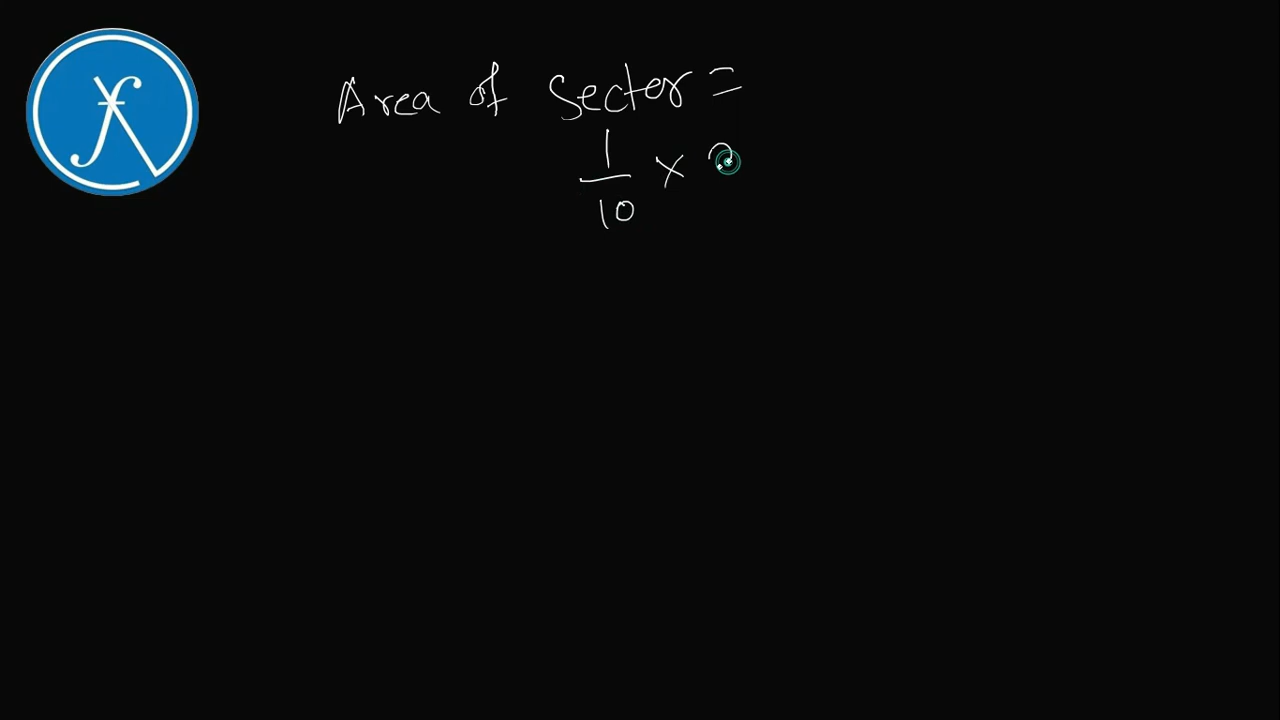 Area of Sector =
1/10 ×